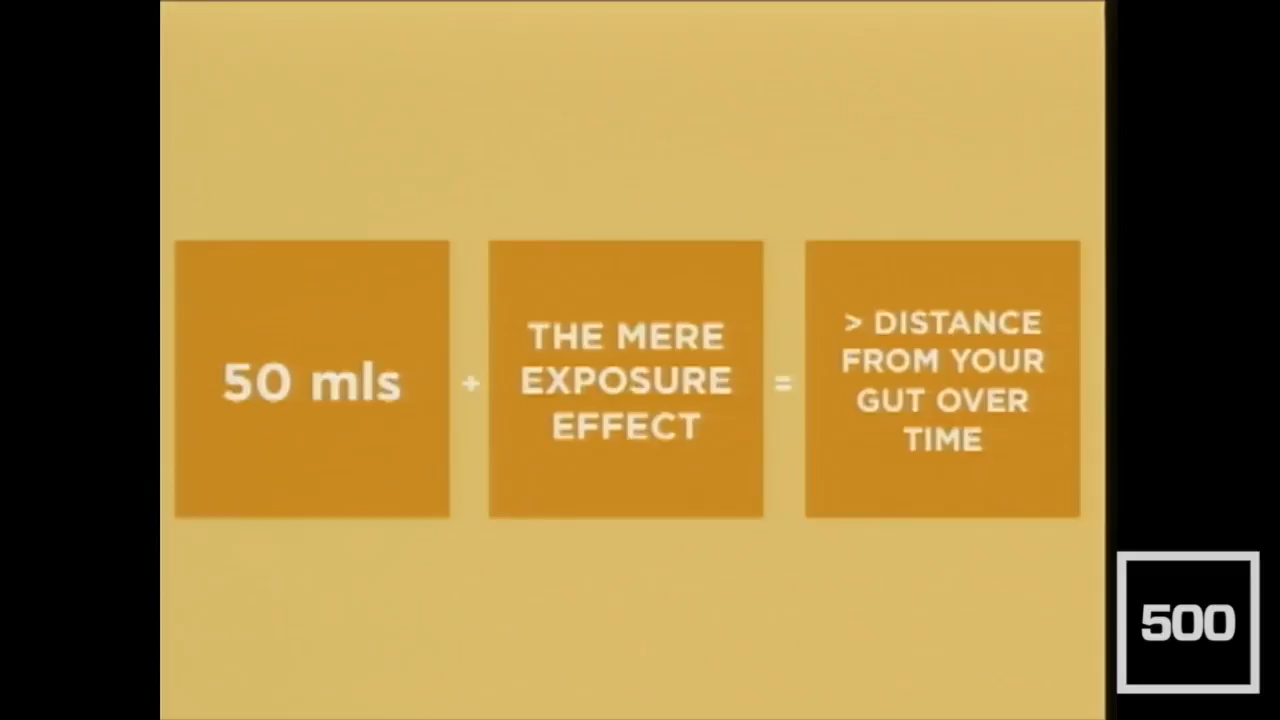 50 mls
+
THE MERE
EXPOSURE
EFFECT
=
> DISTANCE
FROM YOUR
GUT OVER
TIME
500